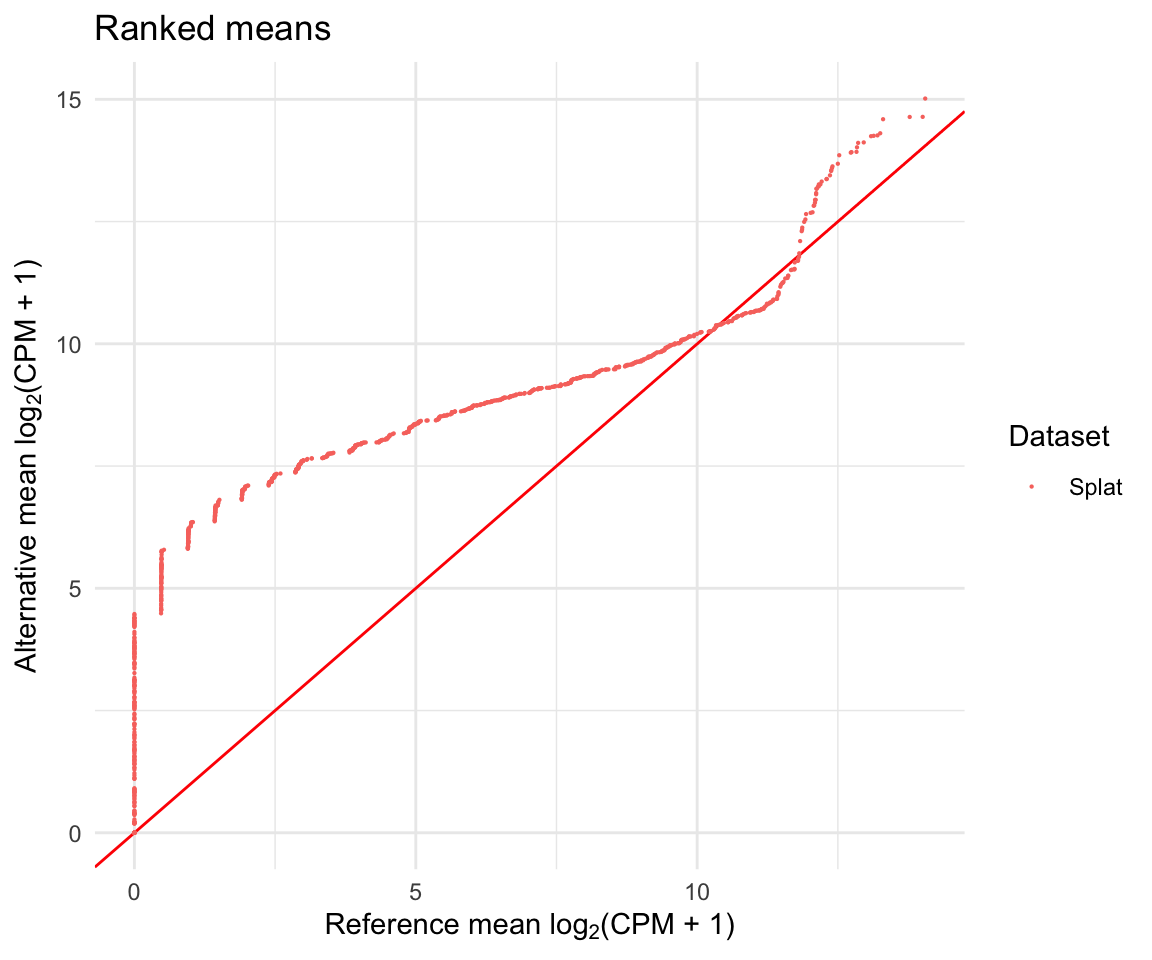 Ranked means
15
10
5
0
Alternative mean log₂(CPM + 1)
0 5 10
Reference mean log₂(CPM + 1)
Dataset
Splat